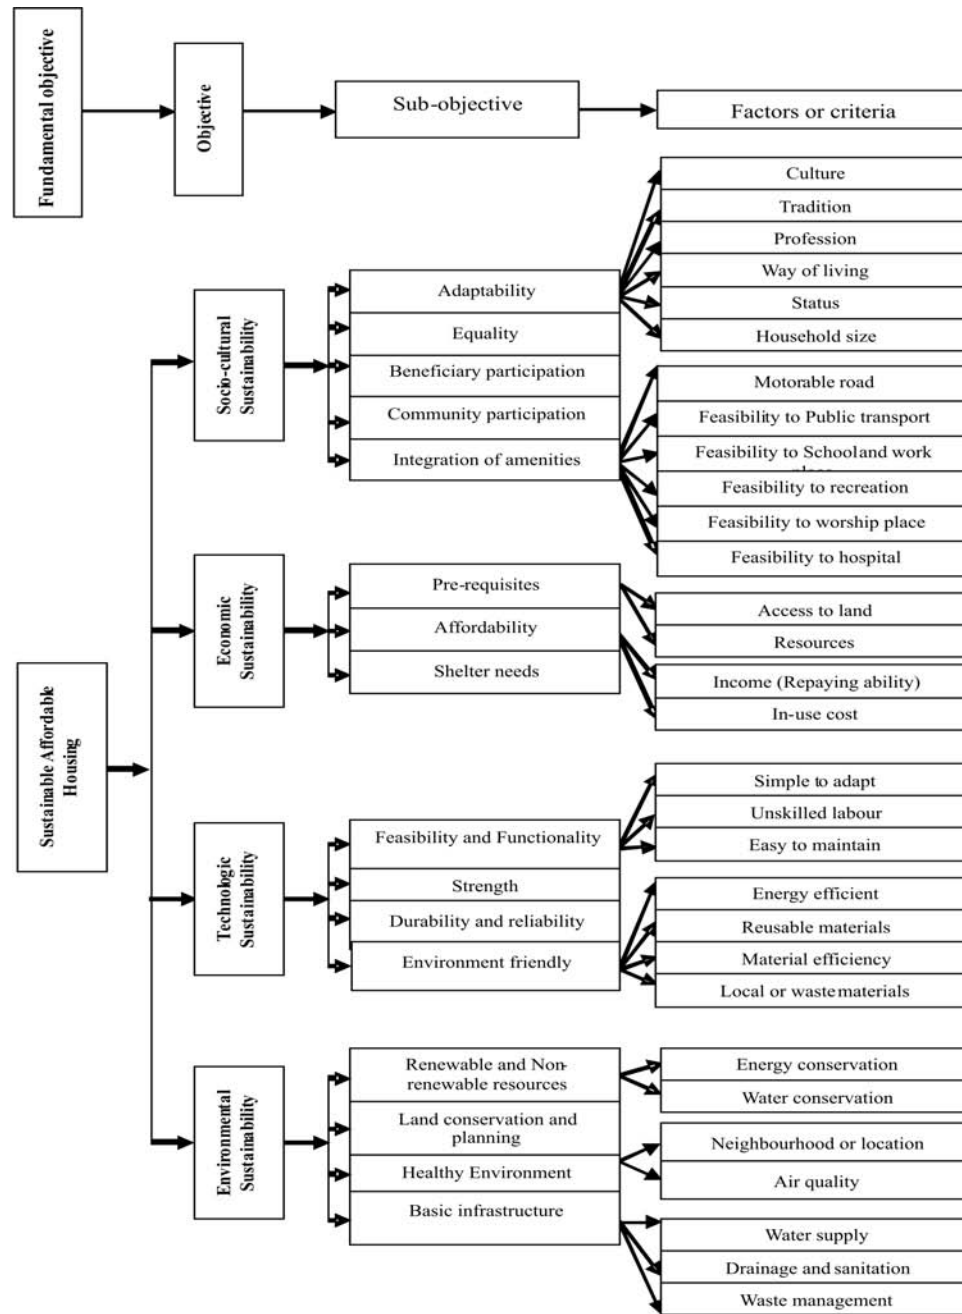 Fundamental objective
Objective
Sub-objective
Factors or criteria
Sustainable Affordable
Housing
Socio-cultural
Sustainability
Adaptability
Equality
Beneficiary participation
Community participation
Integration of amenities
Culture
Tradition
Profession
Way of living
Status
Household size
Motorable road
Feasibility to Public transport
Feasibility to School and work
place
Feasibility to recreation
Feasibility to worship place
Feasibility to hospital
Economic
Sustainability
Pre-requisites
Affordability
Shelter needs
Access to land
Resources
Income (Repaying ability)
In-use cost
Technologic
Sustainability
Feasibility and Functionality
Strength
Durability and reliability
Environment friendly
Simple to adapt
Unskilled labour
Easy to maintain
Energy efficient
Reusable materials
Material efficiency
Local or waste materials
Environmental
Sustainability
Renewable and Non-
renewable resources
Land conservation and
planning
Healthy Environment
Basic infrastructure
Energy conservation
Water conservation
Neighbourhood or location
Air quality
Water supply
Drainage and sanitation
Waste management